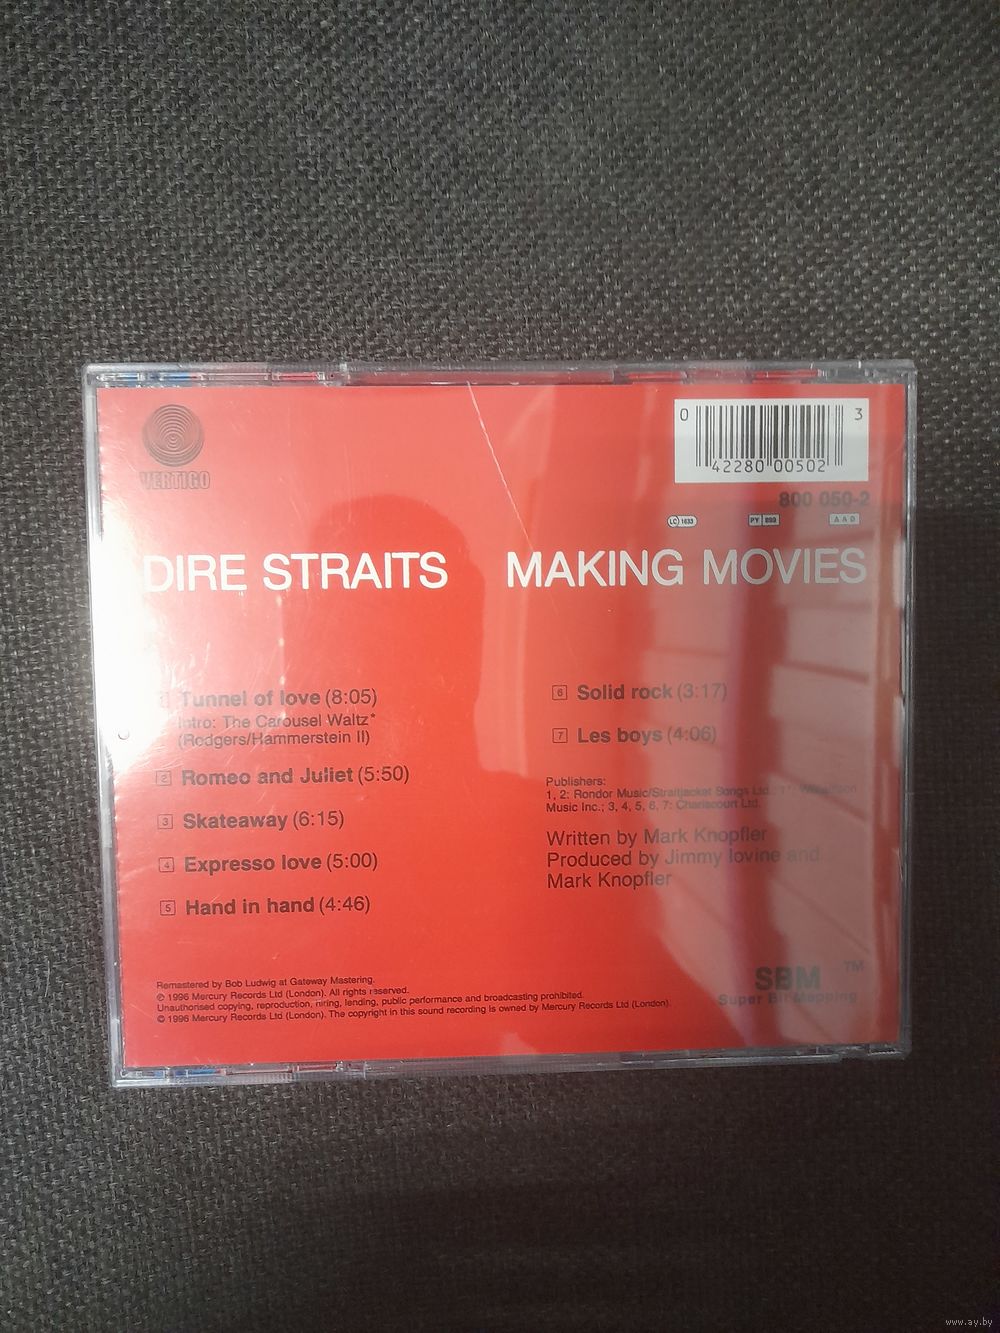 VERTIGO
0 42280 00502 3
800 050-2
LC 1633 PY 899 AAD
DIRE STRAITS MAKING MOVIES
1 Tunnel of love (8:05)
Intro: The Carousel Waltz*
(Rodgers/Hammerstein II)
2 Romeo and Juliet (5:50)
3 Skateaway (6:15)
4 Expresso love (5:00)
5 Hand in hand (4:46)
6 Solid rock (3:17)
7 Les boys (4:06)
Publishers:
1, 2: Rondor Music/Straitjacket Songs Ltd.; 1*:
Music Inc.; 3, 4, 5, 6, 7: Chariscourt Ltd.
Written by Mark Knopfler
Produced by Jimmy Iovine and
Mark Knopfler
Remastered by Bob Ludwig at Gateway Mastering.
℗ 1996 Mercury Records Ltd (London). All rights reserved.
Unauthorised copying, reproduction, hiring, lending, public performance and broadcasting prohibited.
© 1996 Mercury Records Ltd (London). The copyright in this sound recording is owned by Mercury Records Ltd (London).
SBM ™
Super Bit Mapping
www.ay.by